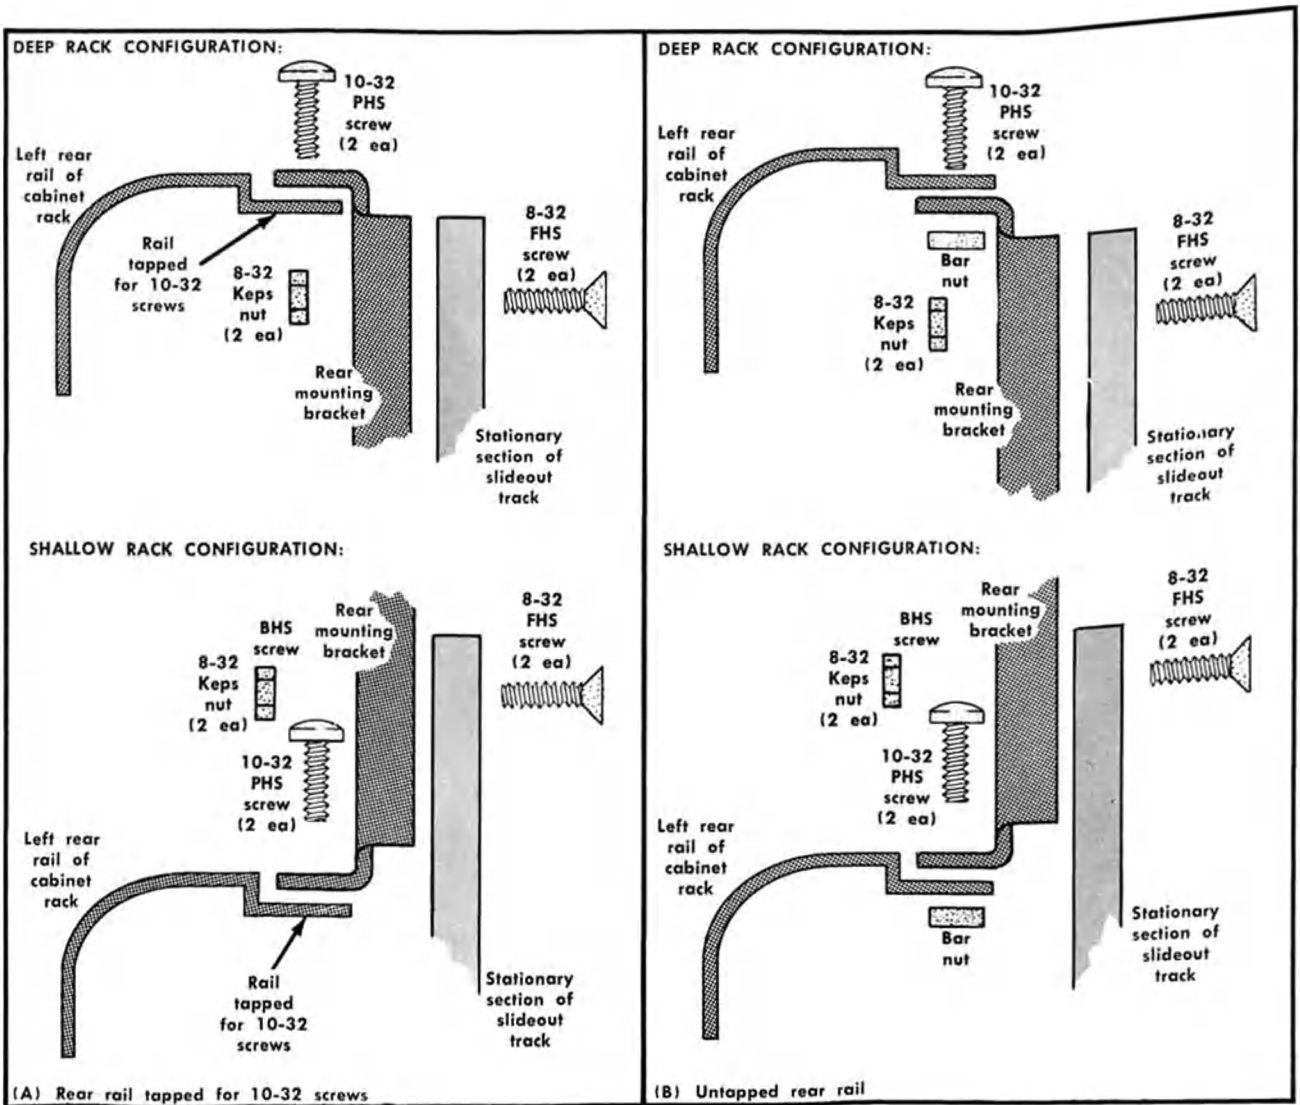 DEEP RACK CONFIGURATION:
10-32
PHS
screw
(2 ea)
Left rear
rail of
cabinet
rack
Rail
tapped
for 10-32
screws
8-32
Keps
nut
(2 ea)
8-32
FHS
screw
(2 ea)
Rear
mounting
bracket
Stationary
section of
slideout
track
SHALLOW RACK CONFIGURATION:
Rear
mounting
bracket
BHS
screw
8-32
Keps
nut
(2 ea)
8-32
FHS
screw
(2 ea)
10-32
PHS
screw
(2 ea)
Left rear
rail of
cabinet
rack
Rail
tapped
for 10-32
screws
Stationary
section of
slideout
track
(A) Rear rail tapped for 10-32 screws
DEEP RACK CONFIGURATION:
10-32
PHS
screw
(2 ea)
Left rear
rail of
cabinet
rack
Bar
nut
8-32
Keps
nut
(2 ea)
8-32
FHS
screw
(2 ea)
Rear
mounting
bracket
Stationary
section of
slideout
track
SHALLOW RACK CONFIGURATION:
Rear
mounting
bracket
BHS
screw
8-32
Keps
nut
(2 ea)
8-32
FHS
screw
(2 ea)
10-32
PHS
screw
(2 ea)
Left rear
rail of
cabinet
rack
Bar
nut
Stationary
section of
slideout
track
(B) Untapped rear rail